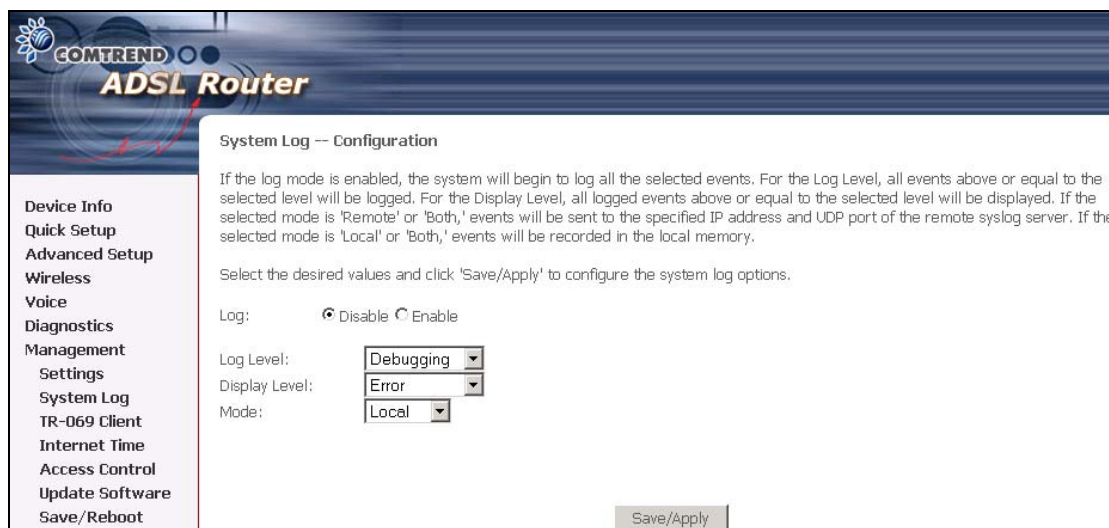 COMTREND
ADSL Router
System Log -- Configuration
If the log mode is enabled, the system will begin to log all the selected events. For the Log Level, all events above or equal to the
selected level will be logged. For the Display Level, all logged events above or equal to the selected level will be displayed. If the
selected mode is 'Remote' or 'Both,' events will be sent to the specified IP address and UDP port of the remote syslog server. If the
selected mode is 'Local' or 'Both,' events will be recorded in the local memory.
Select the desired values and click 'Save/Apply' to configure the system log options.
Log: Disable Enable
Log Level: Debugging
Display Level: Error
Mode: Local
Save/Apply
Device Info
Quick Setup
Advanced Setup
Wireless
Voice
Diagnostics
Management
Settings
System Log
TR-069 Client
Internet Time
Access Control
Update Software
Save/Reboot